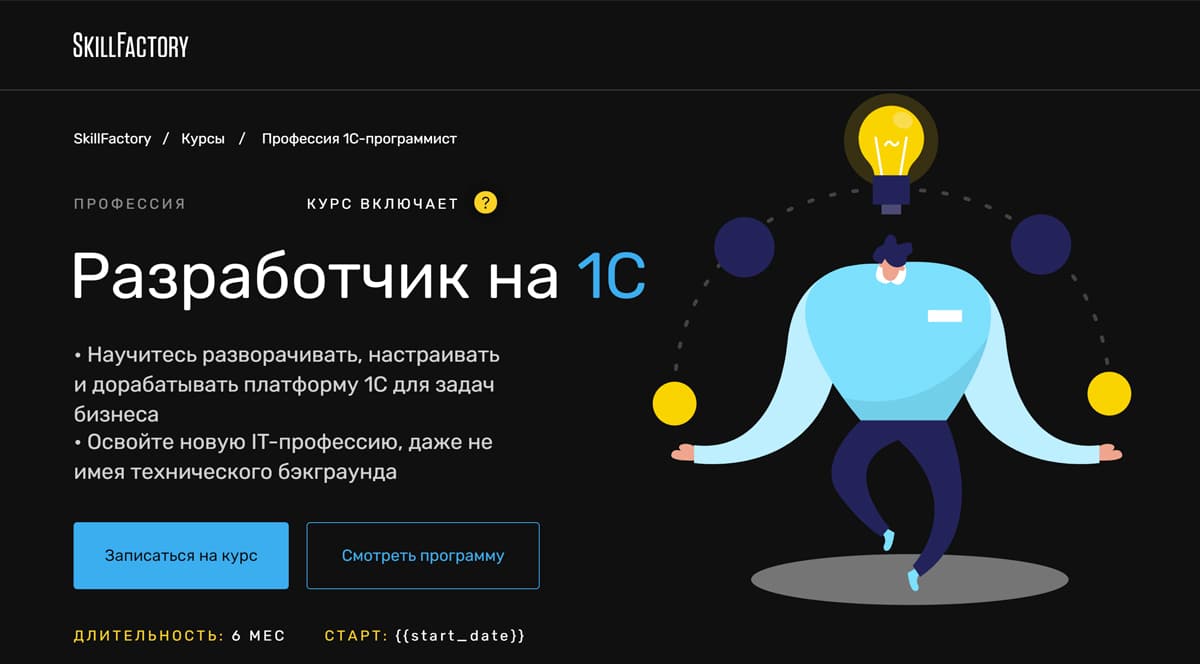 SKILLFACTORY
SkillFactory / Курсы / Профессия 1С-программист
ПРОФЕССИЯ КУРС ВКЛЮЧАЕТ ?
Разработчик на 1С
• Научитесь разворачивать, настраивать
и дорабатывать платформу 1С для задач
бизнеса
• Освойте новую IT-профессию, даже не
имея технического бэкграунда
Записаться на курс Смотреть программу
ДЛИТЕЛЬНОСТЬ: 6 МЕС СТАРТ: {{start_date}}